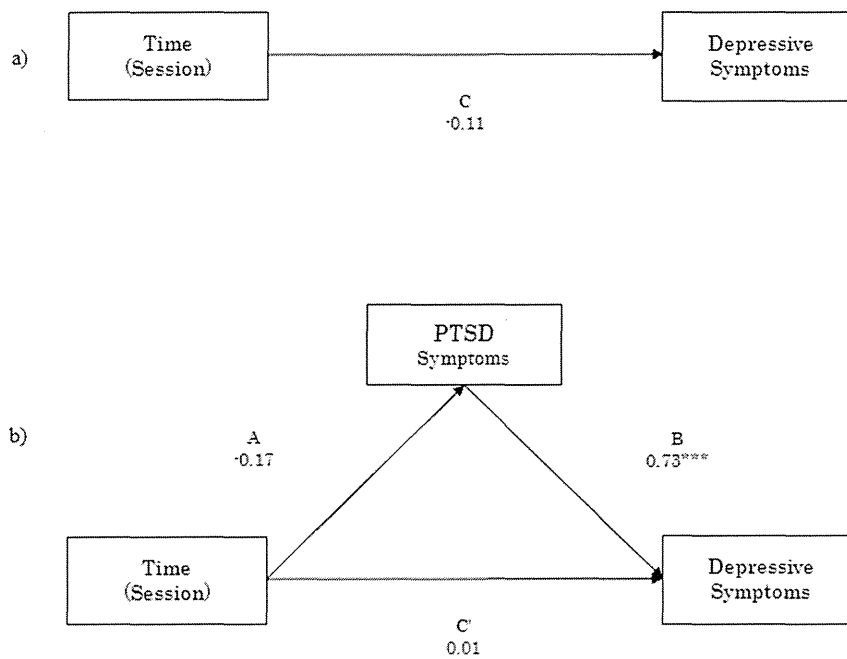 a)
Time
(Session)
Depressive
Symptoms
C
-0.11
PTSD
Symptoms
b)
A
-0.17
B
0.73***
Time
(Session)
Depressive
Symptoms
C'
0.01